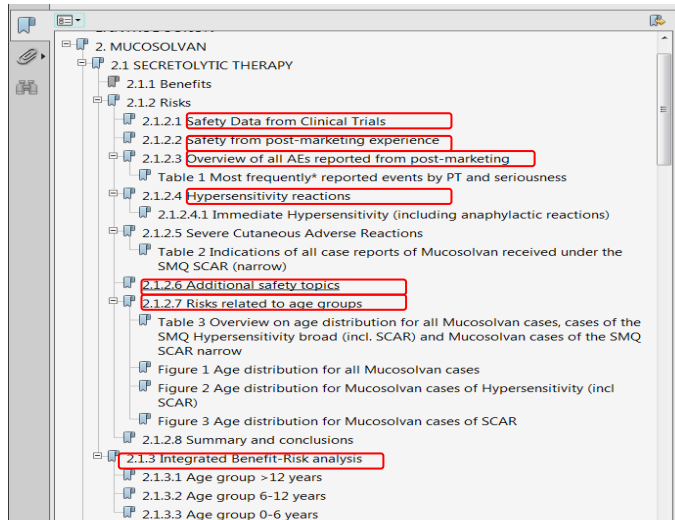 2. MUCOSOLVAN
2.1 SECRETOLYTIC THERAPY
2.1.1 Benefits
2.1.2 Risks
2.1.2.1 Safety Data from Clinical Trials
2.1.2.2 Safety from post-marketing experience
2.1.2.3 Overview of all AEs reported from post-marketing
Table 1 Most frequently* reported events by PT and seriousness
2.1.2.4 Hypersensitivity reactions
2.1.2.4.1 Immediate Hypersensitivity (including anaphylactic reactions)
2.1.2.5 Severe Cutaneous Adverse Reactions
Table 2 Indications of all case reports of Mucosolvan received under the
SMQ SCAR (narrow)
2.1.2.6 Additional safety topics
2.1.2.7 Risks related to age groups
Table 3 Overview on age distribution for all Mucosolvan cases, cases of the
SMQ Hypersensitivity broad (incl. SCAR) and Mucosolvan cases of the SMQ
SCAR narrow
Figure 1 Age distribution for all Mucosolvan cases
Figure 2 Age distribution for Mucosolvan cases of Hypersensitivity (incl
SCAR)
Figure 3 Age distribution for Mucosolvan cases of SCAR
2.1.2.8 Summary and conclusions
2.1.3 Integrated Benefit-Risk analysis
2.1.3.1 Age group >12 years
2.1.3.2 Age group 6-12 years
2.1.3.3 Age group 0-6 years